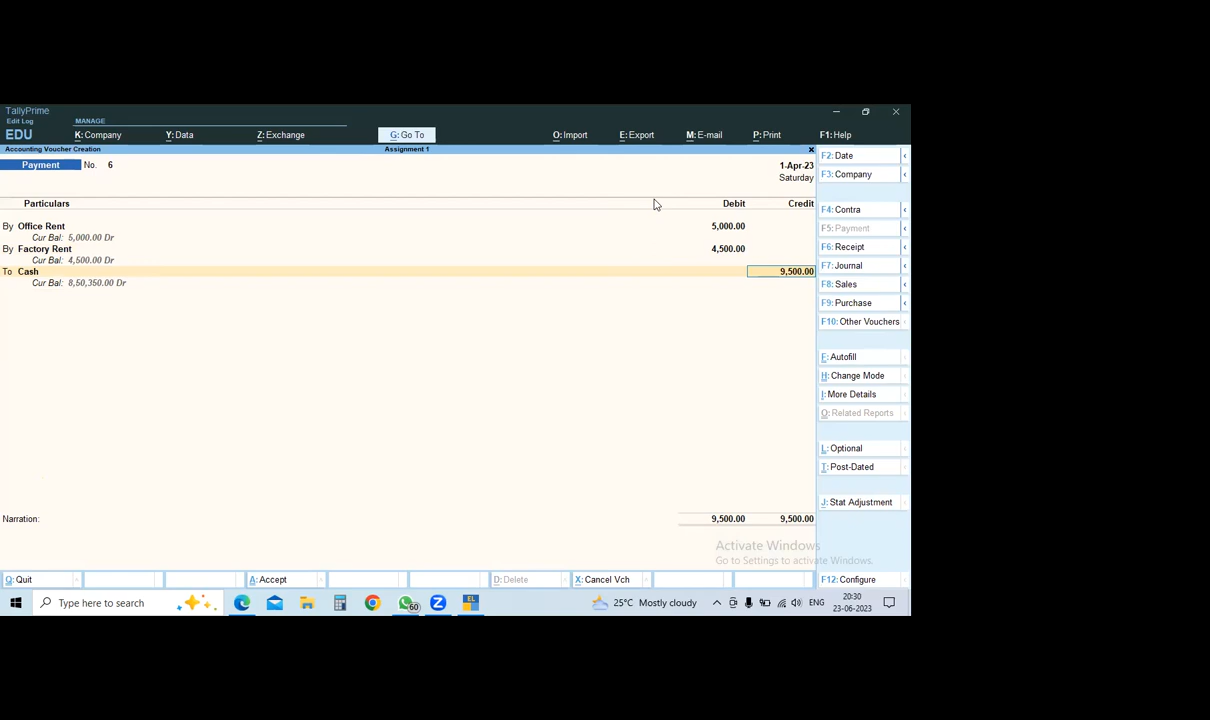 TallyPrime
Edit Log
EDU
MANAGE
K: Company
Y: Data
Z: Exchange
G: Go To
O: Import
E: Export
M: E-mail
P: Print
F1: Help
Accounting Voucher Creation
Assignment 1
Payment No. 6
1-Apr-23
Saturday
Particulars Debit Credit
By Office Rent 5,000.00
Cur Bal: 5,000.00 Dr
By Factory Rent 4,500.00
Cur Bal: 4,500.00 Dr
To Cash 9,500.00
Cur Bal: 8,50,350.00 Dr
Narration: 9,500.00 9,500.00
F2: Date
F3: Company
F4: Contra
F5: Payment
F6: Receipt
F7: Journal
F8: Sales
F9: Purchase
F10: Other Vouchers
F: Autofill
H: Change Mode
I: More Details
O: Related Reports
L: Optional
T: Post-Dated
J: Stat Adjustment
Activate Windows
Go to Settings to activate Windows.
Q: Quit
A: Accept
D: Delete
X: Cancel Vch
F12: Configure
Type here to search
60
EL
25°C Mostly cloudy
ENG
20:30
23-06-2023